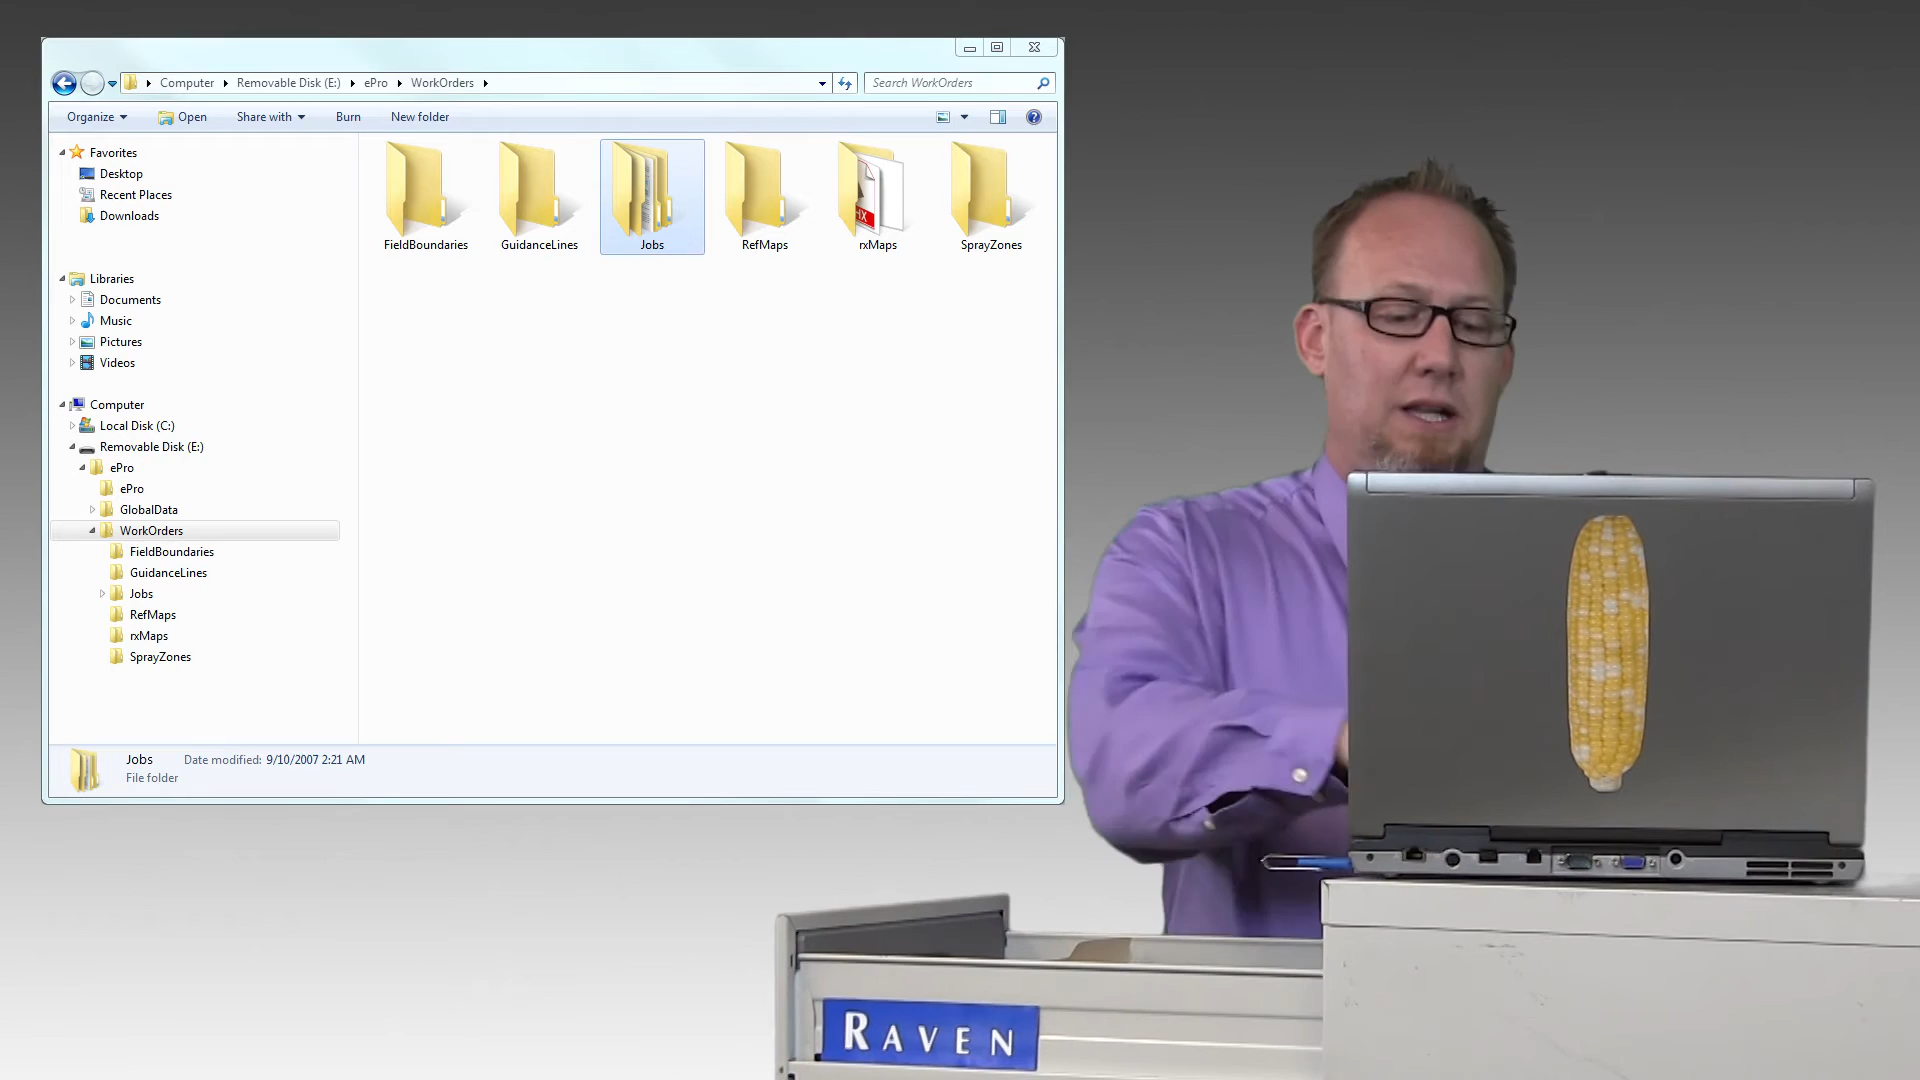 Computer Removable Disk (E:) ePro WorkOrders
Search WorkOrders
Organize Open Share with Burn New folder
Favorites
Desktop
Recent Places
Downloads
Libraries
Documents
Music
Pictures
Videos
Computer
Local Disk (C:)
Removable Disk (E:)
ePro
ePro
GlobalData
WorkOrders
FieldBoundaries
GuidanceLines
Jobs
RefMaps
rxMaps
SprayZones
FieldBoundaries GuidanceLines Jobs RefMaps rxMaps SprayZones
Jobs Date modified: 9/10/2007 2:21 AM
File folder
RAVEN